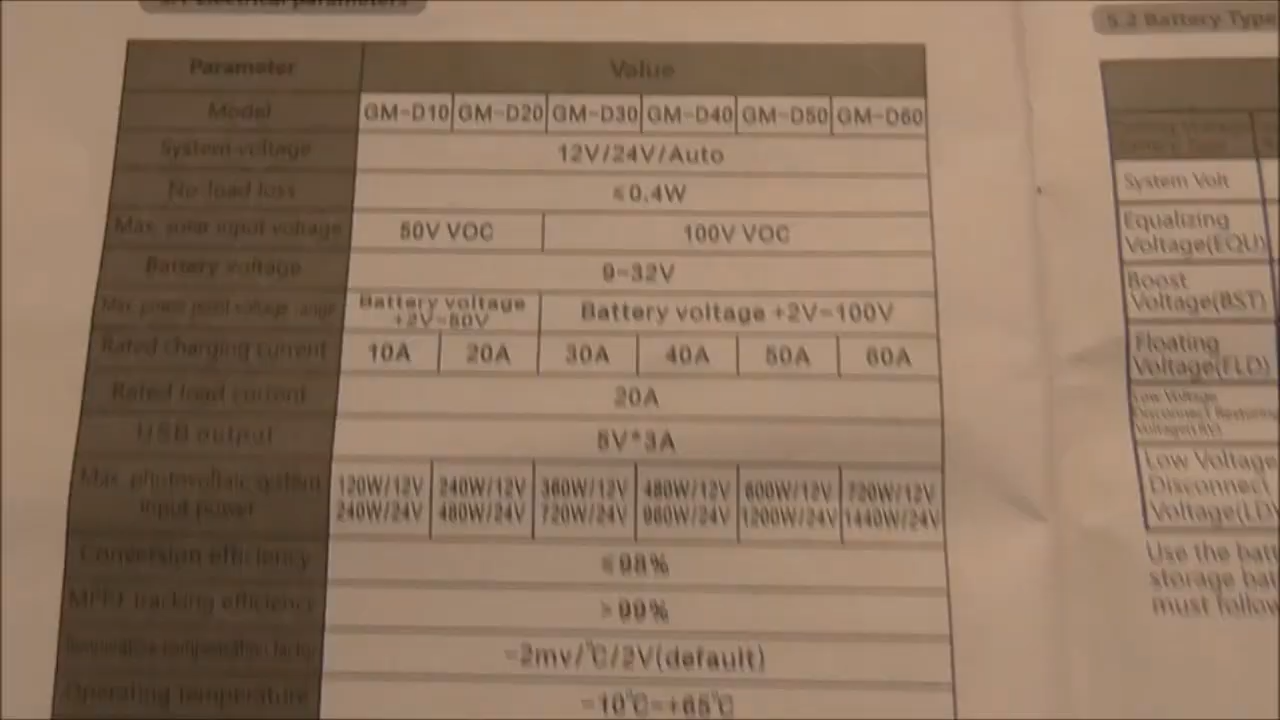 5.1 Electrical parameters
Parameter Value
Model GM-D10 GM-D20 GM-D30 GM-D40 GM-D50 GM-D60
System voltage 12V/24V/Auto
No load loss ≤0.4W
Max. solar input voltage 50V VOC 100V VOC
Battery voltage 9-32V
Max. power point voltage range Battery voltage +2V-50V Battery voltage +2V-100V
Rated charging current 10A 20A 30A 40A 50A 60A
Rated load current 20A
USB output 5V*3A
Max. photovoltaic system 120W/12V 240W/12V 360W/12V 480W/12V 600W/12V 720W/12V
input power 240W/24V 480W/24V 720W/24V 960W/24V 1200W/24V 1440W/24V
Conversion efficiency ≤98%
MPPT tracking efficiency >99%
Temperature compensation factor -2mv/℃/2V(default)
Operating temperature -10℃-+65℃
5.2 Battery Type
Battery Type
System Volt
Equalizing
Voltage(EQU)
Boost
Voltage(BST)
Floating
Voltage(FLD)
Low Voltage
Disconnect Restoring
Low Voltage
Disconnect
Voltage(LD
Use the batt
storage bat
must follow